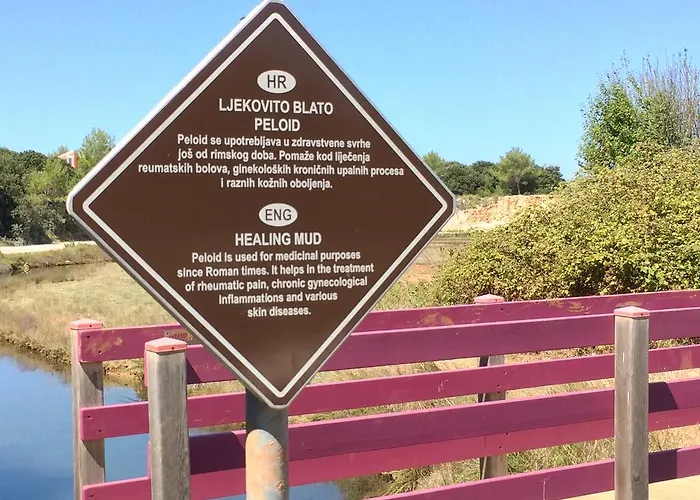 HR
LJEKOVITO BLATO
PELOID
Peloid se upotrebljava u zdravstvene svrhe
još od rimskog doba. Pomaže kod liječenja
reumatskih bolova, ginekoloških kroničnih upalnih procesa
i raznih kožnih oboljenja.
ENG
HEALING MUD
Peloid is used for medicinal purposes
since Roman times. It helps in the treatment
of rheumatic pain, chronic gynecological
inflammations and various
skin diseases.